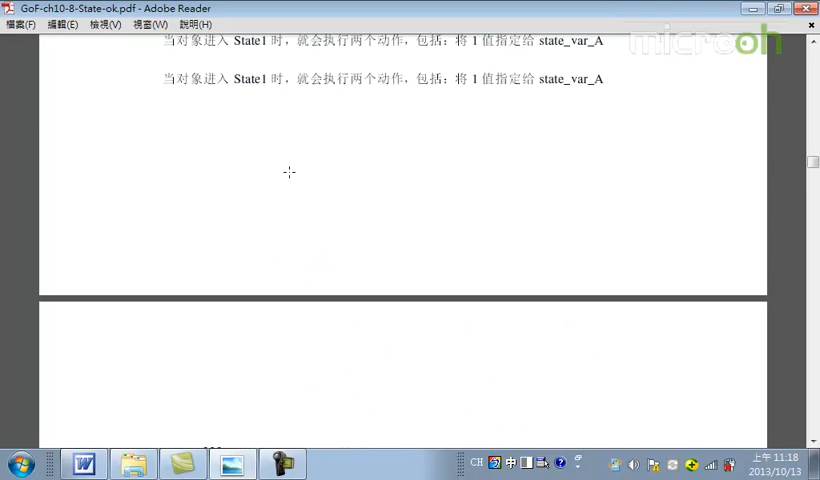 GoF-ch10-8-State-ok.pdf - Adobe Reader
檔案(F) 編輯(E) 檢視(V) 視窗(W) 說明(H)
microoh
当对象进入 State1 时，就会执行两个动作，包括：将 1 值指定给 state_var_A
当对象进入 State1 时，就会执行两个动作，包括：将 1 值指定给 state_var_A
CH 中
上午 11:18
2013/10/13